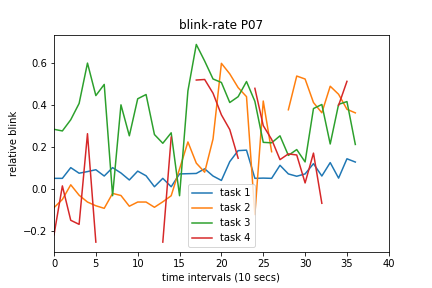 blink-rate P07
relative blink
0.6
0.4
0.2
0.0
−0.2
0 5 10 15 20 25 30 35 40
time intervals (10 secs)
task 1
task 2
task 3
task 4